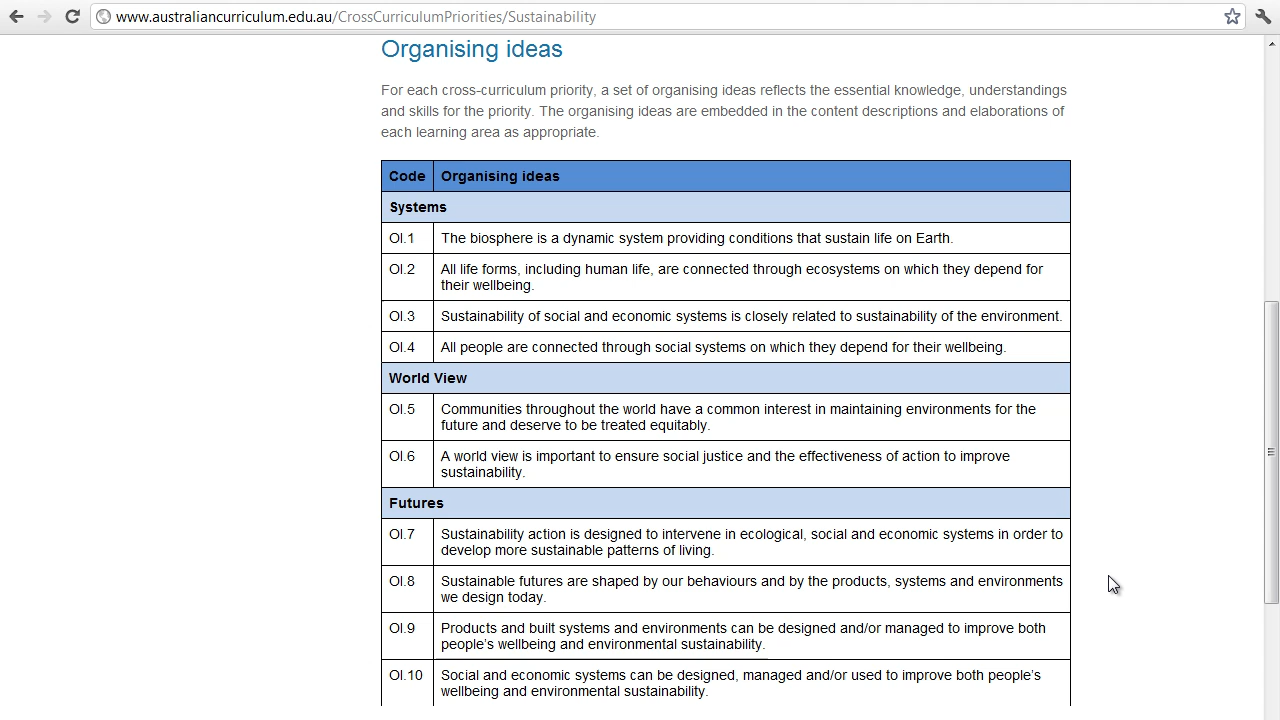 www.australiancurriculum.edu.au/CrossCurriculumPriorities/Sustainability
Organising ideas
For each cross-curriculum priority, a set of organising ideas reflects the essential knowledge, understandings
and skills for the priority. The organising ideas are embedded in the content descriptions and elaborations of
each learning area as appropriate.
Code Organising ideas
Systems
OI.1 The biosphere is a dynamic system providing conditions that sustain life on Earth.
OI.2 All life forms, including human life, are connected through ecosystems on which they depend for
their wellbeing.
OI.3 Sustainability of social and economic systems is closely related to sustainability of the environment.
OI.4 All people are connected through social systems on which they depend for their wellbeing.
World View
OI.5 Communities throughout the world have a common interest in maintaining environments for the
future and deserve to be treated equitably.
OI.6 A world view is important to ensure social justice and the effectiveness of action to improve
sustainability.
Futures
OI.7 Sustainability action is designed to intervene in ecological, social and economic systems in order to
develop more sustainable patterns of living.
OI.8 Sustainable futures are shaped by our behaviours and by the products, systems and environments
we design today.
OI.9 Products and built systems and environments can be designed and/or managed to improve both
people's wellbeing and environmental sustainability.
OI.10 Social and economic systems can be designed, managed and/or used to improve both people's
wellbeing and environmental sustainability.